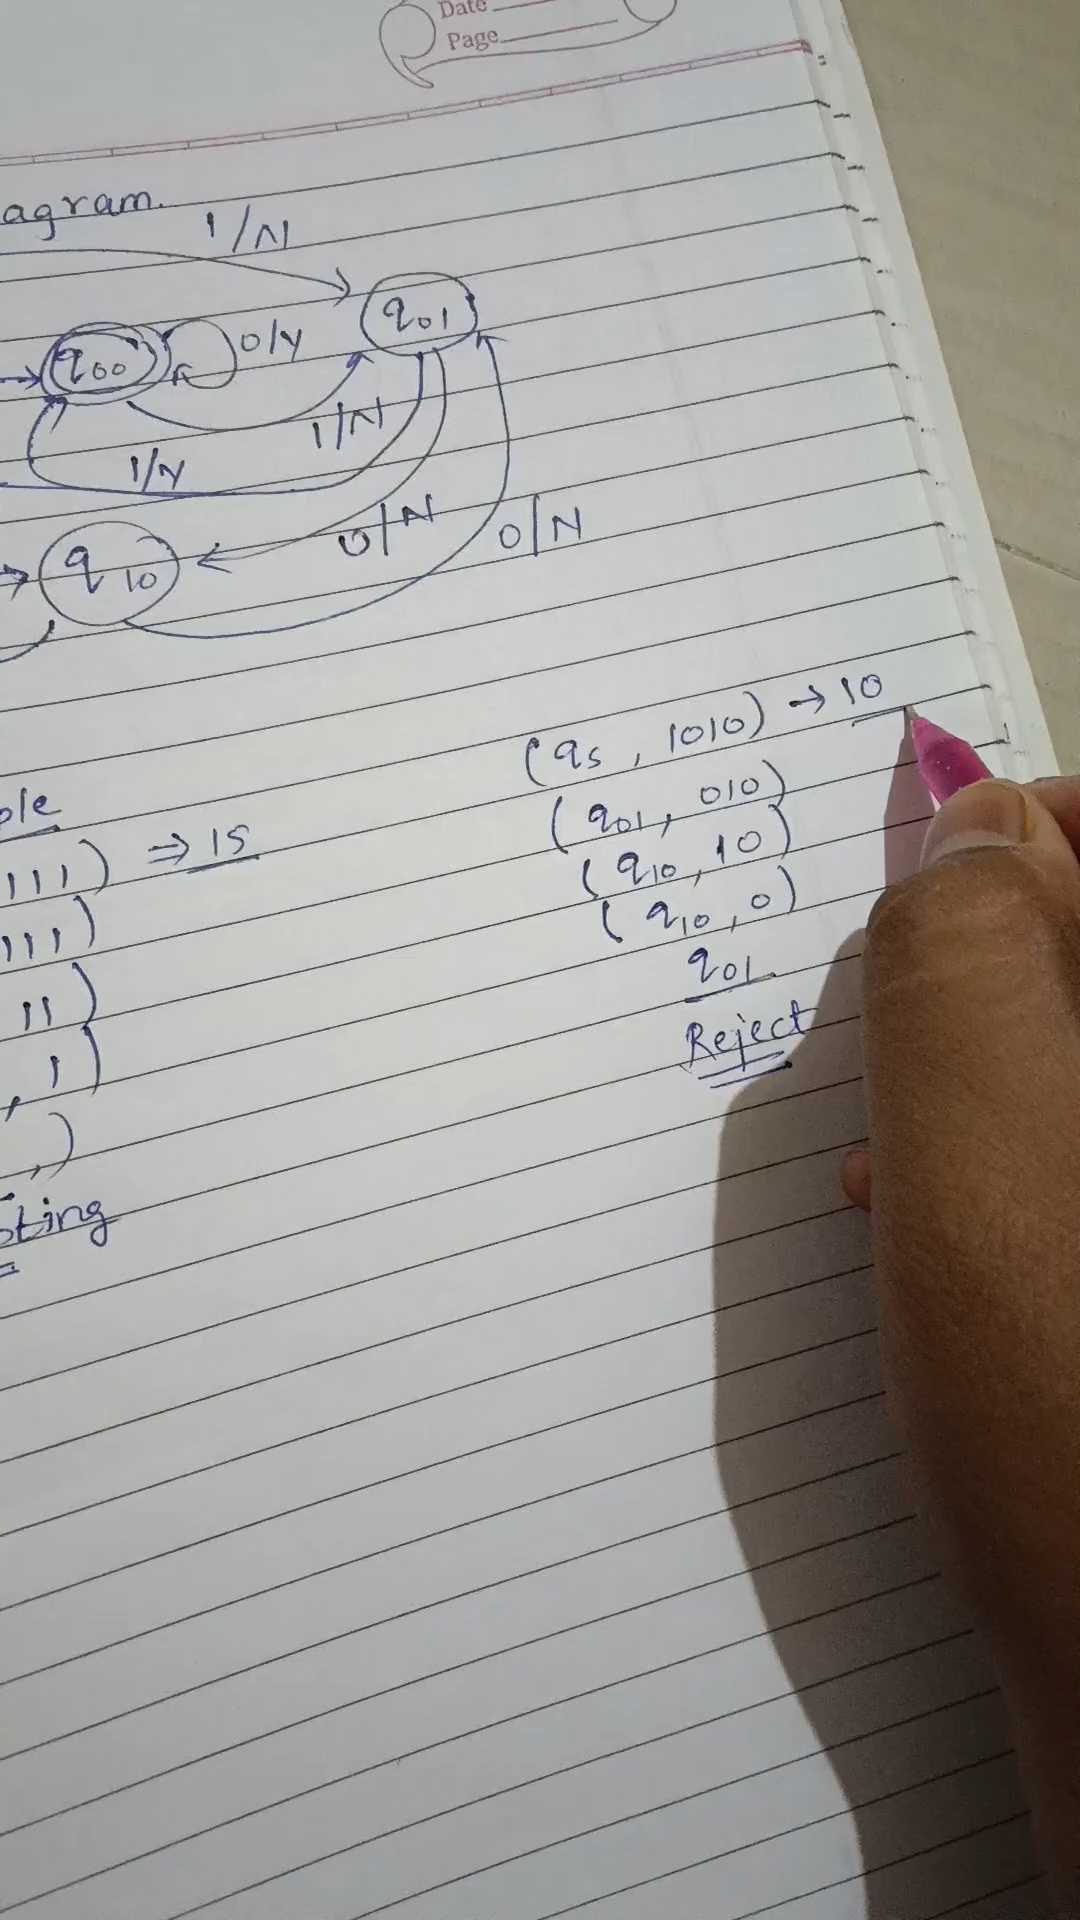 Date
Page
agram.
1/N
q01
q00
0/Y
1/N
1/Y
0/N
0/N
q10
(qs, 1010) → 10
(q01, 010)
(q10, 10)
(q10, 0)
q01
Reject
ple
111) ⇒ 15
111)
11)
, 1)
, )
oting